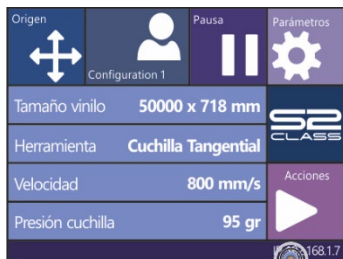 Origen
Configuration 1
Pausa
Parámetros
Tamaño vinilo 50000 x 718 mm
S2
CLASS
Herramienta Cuchilla Tangential
Velocidad 800 mm/s
Acciones
Presión cuchilla 95 gr
168.1.7